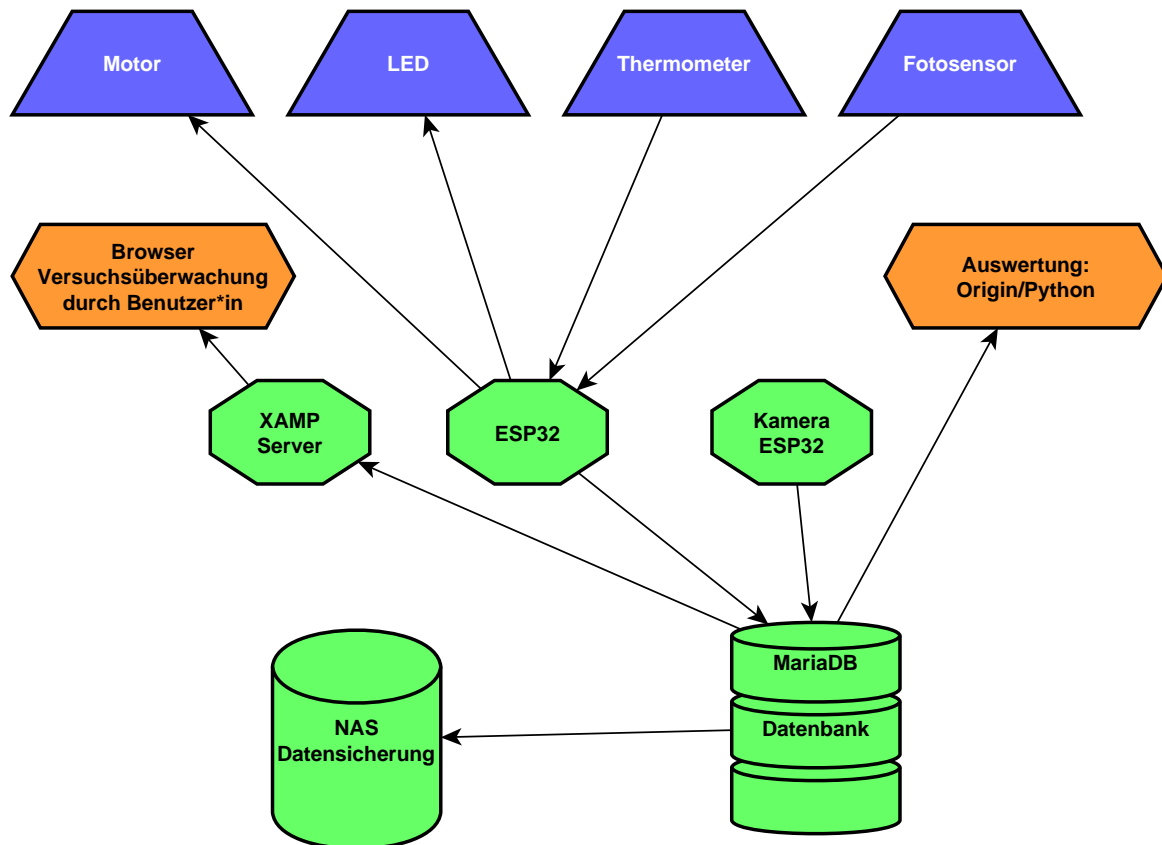 Motor
LED
Thermometer
Fotosensor
Browser
Versuchsüberwachung
durch Benutzer*in
Auswertung:
Origin/Python
XAMP
Server
ESP32
Kamera
ESP32
MariaDB
Datenbank
NAS
Datensicherung